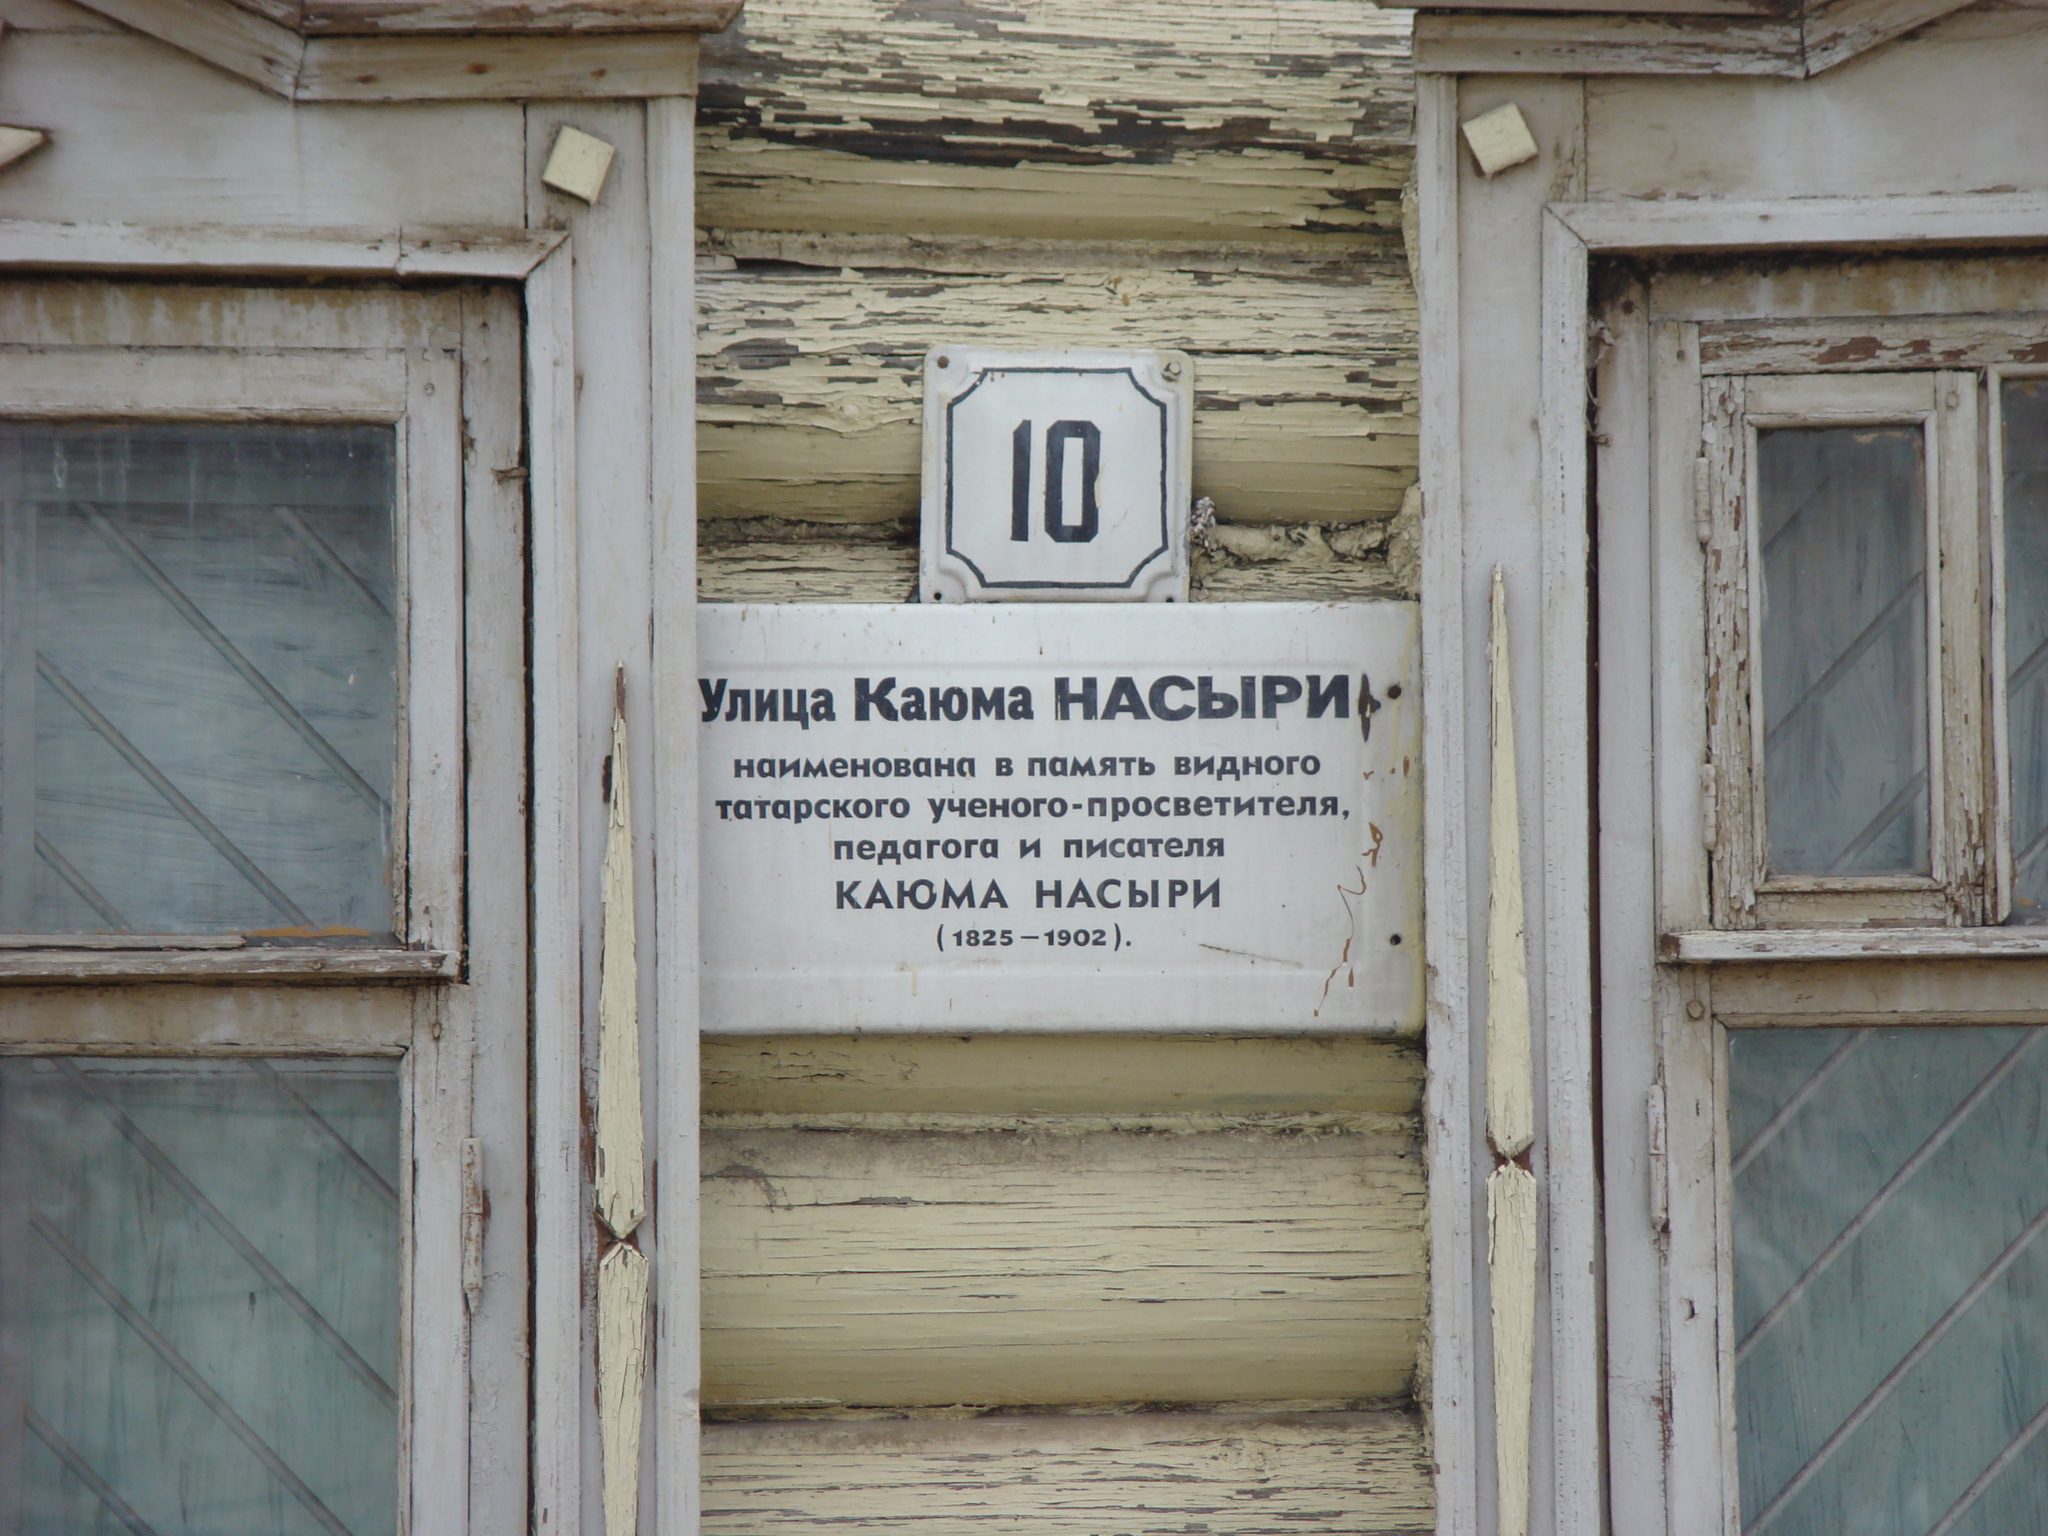 10
Улица Каюма НАСЫРИ
наименована в память видного
татарского ученого-просветителя,
педагога и писателя
КАЮМА НАСЫРИ
(1825—1902).